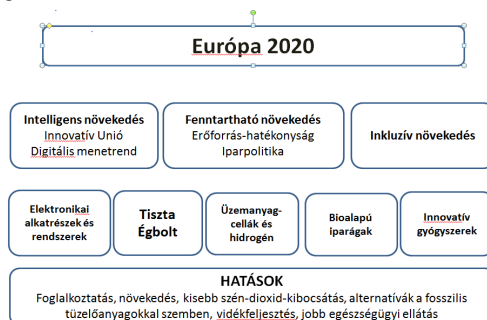 Európa 2020
Intelligens növekedés
Innovatív Unió
Digitális menetrend
Fenntartható növekedés
Erőforrás-hatékonyság
Iparpolitika
Inkluzív növekedés
Elektronikai
alkatrészek és
rendszerek
Tiszta
Égbolt
Üzemanyag-
cellák és
hidrogén
Bioalapú
iparágak
Innovatív
gyógyszerek
HATÁSOK
Foglalkoztatás, növekedés, kisebb szén-dioxid-kibocsátás, alternatívák a fosszilis
tüzelőanyagokkal szemben, vidékfejlesztés, jobb egészségügyi ellátás